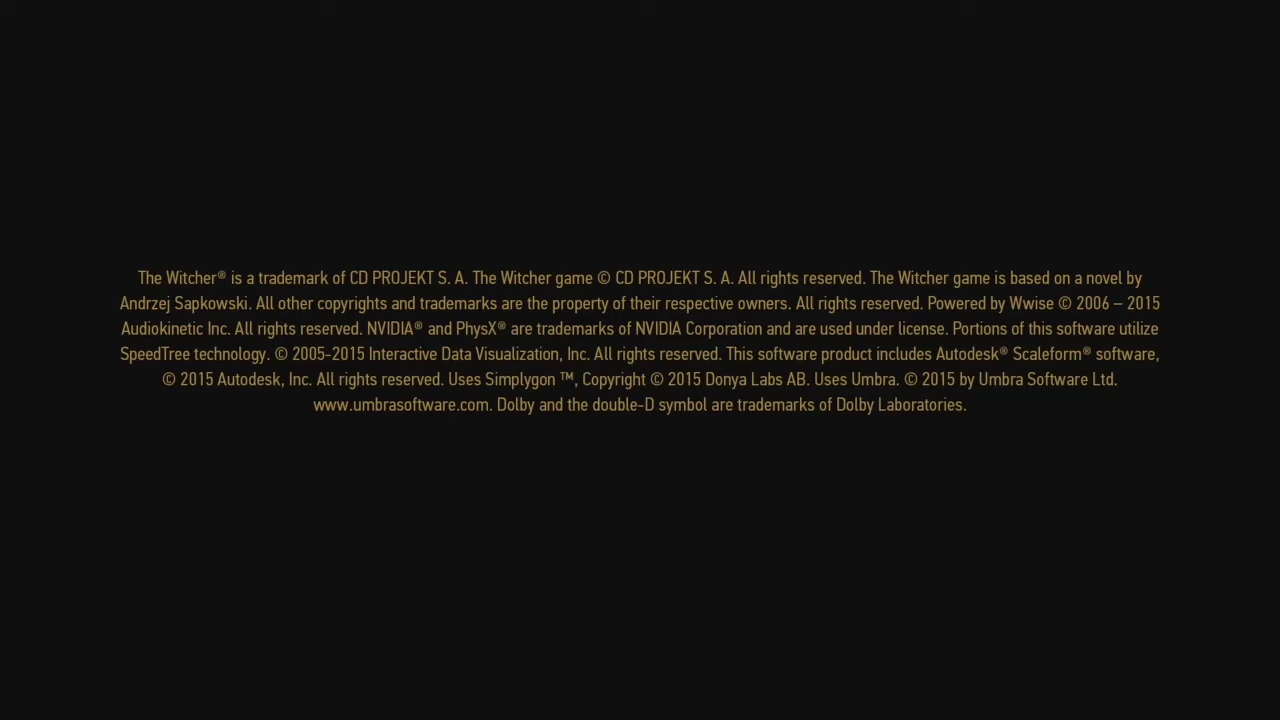 The Witcher® is a trademark of CD PROJEKT S. A. The Witcher game © CD PROJEKT S. A. All rights reserved. The Witcher game is based on a novel by
Andrzej Sapkowski. All other copyrights and trademarks are the property of their respective owners. All rights reserved. Powered by Wwise © 2006 – 2015
Audiokinetic Inc. All rights reserved. NVIDIA® and PhysX® are trademarks of NVIDIA Corporation and are used under license. Portions of this software utilize
SpeedTree technology. © 2005-2015 Interactive Data Visualization, Inc. All rights reserved. This software product includes Autodesk® Scaleform® software,
© 2015 Autodesk, Inc. All rights reserved. Uses Simplygon ™, Copyright © 2015 Donya Labs AB. Uses Umbra. © 2015 by Umbra Software Ltd.
www.umbrasoftware.com. Dolby and the double-D symbol are trademarks of Dolby Laboratories.